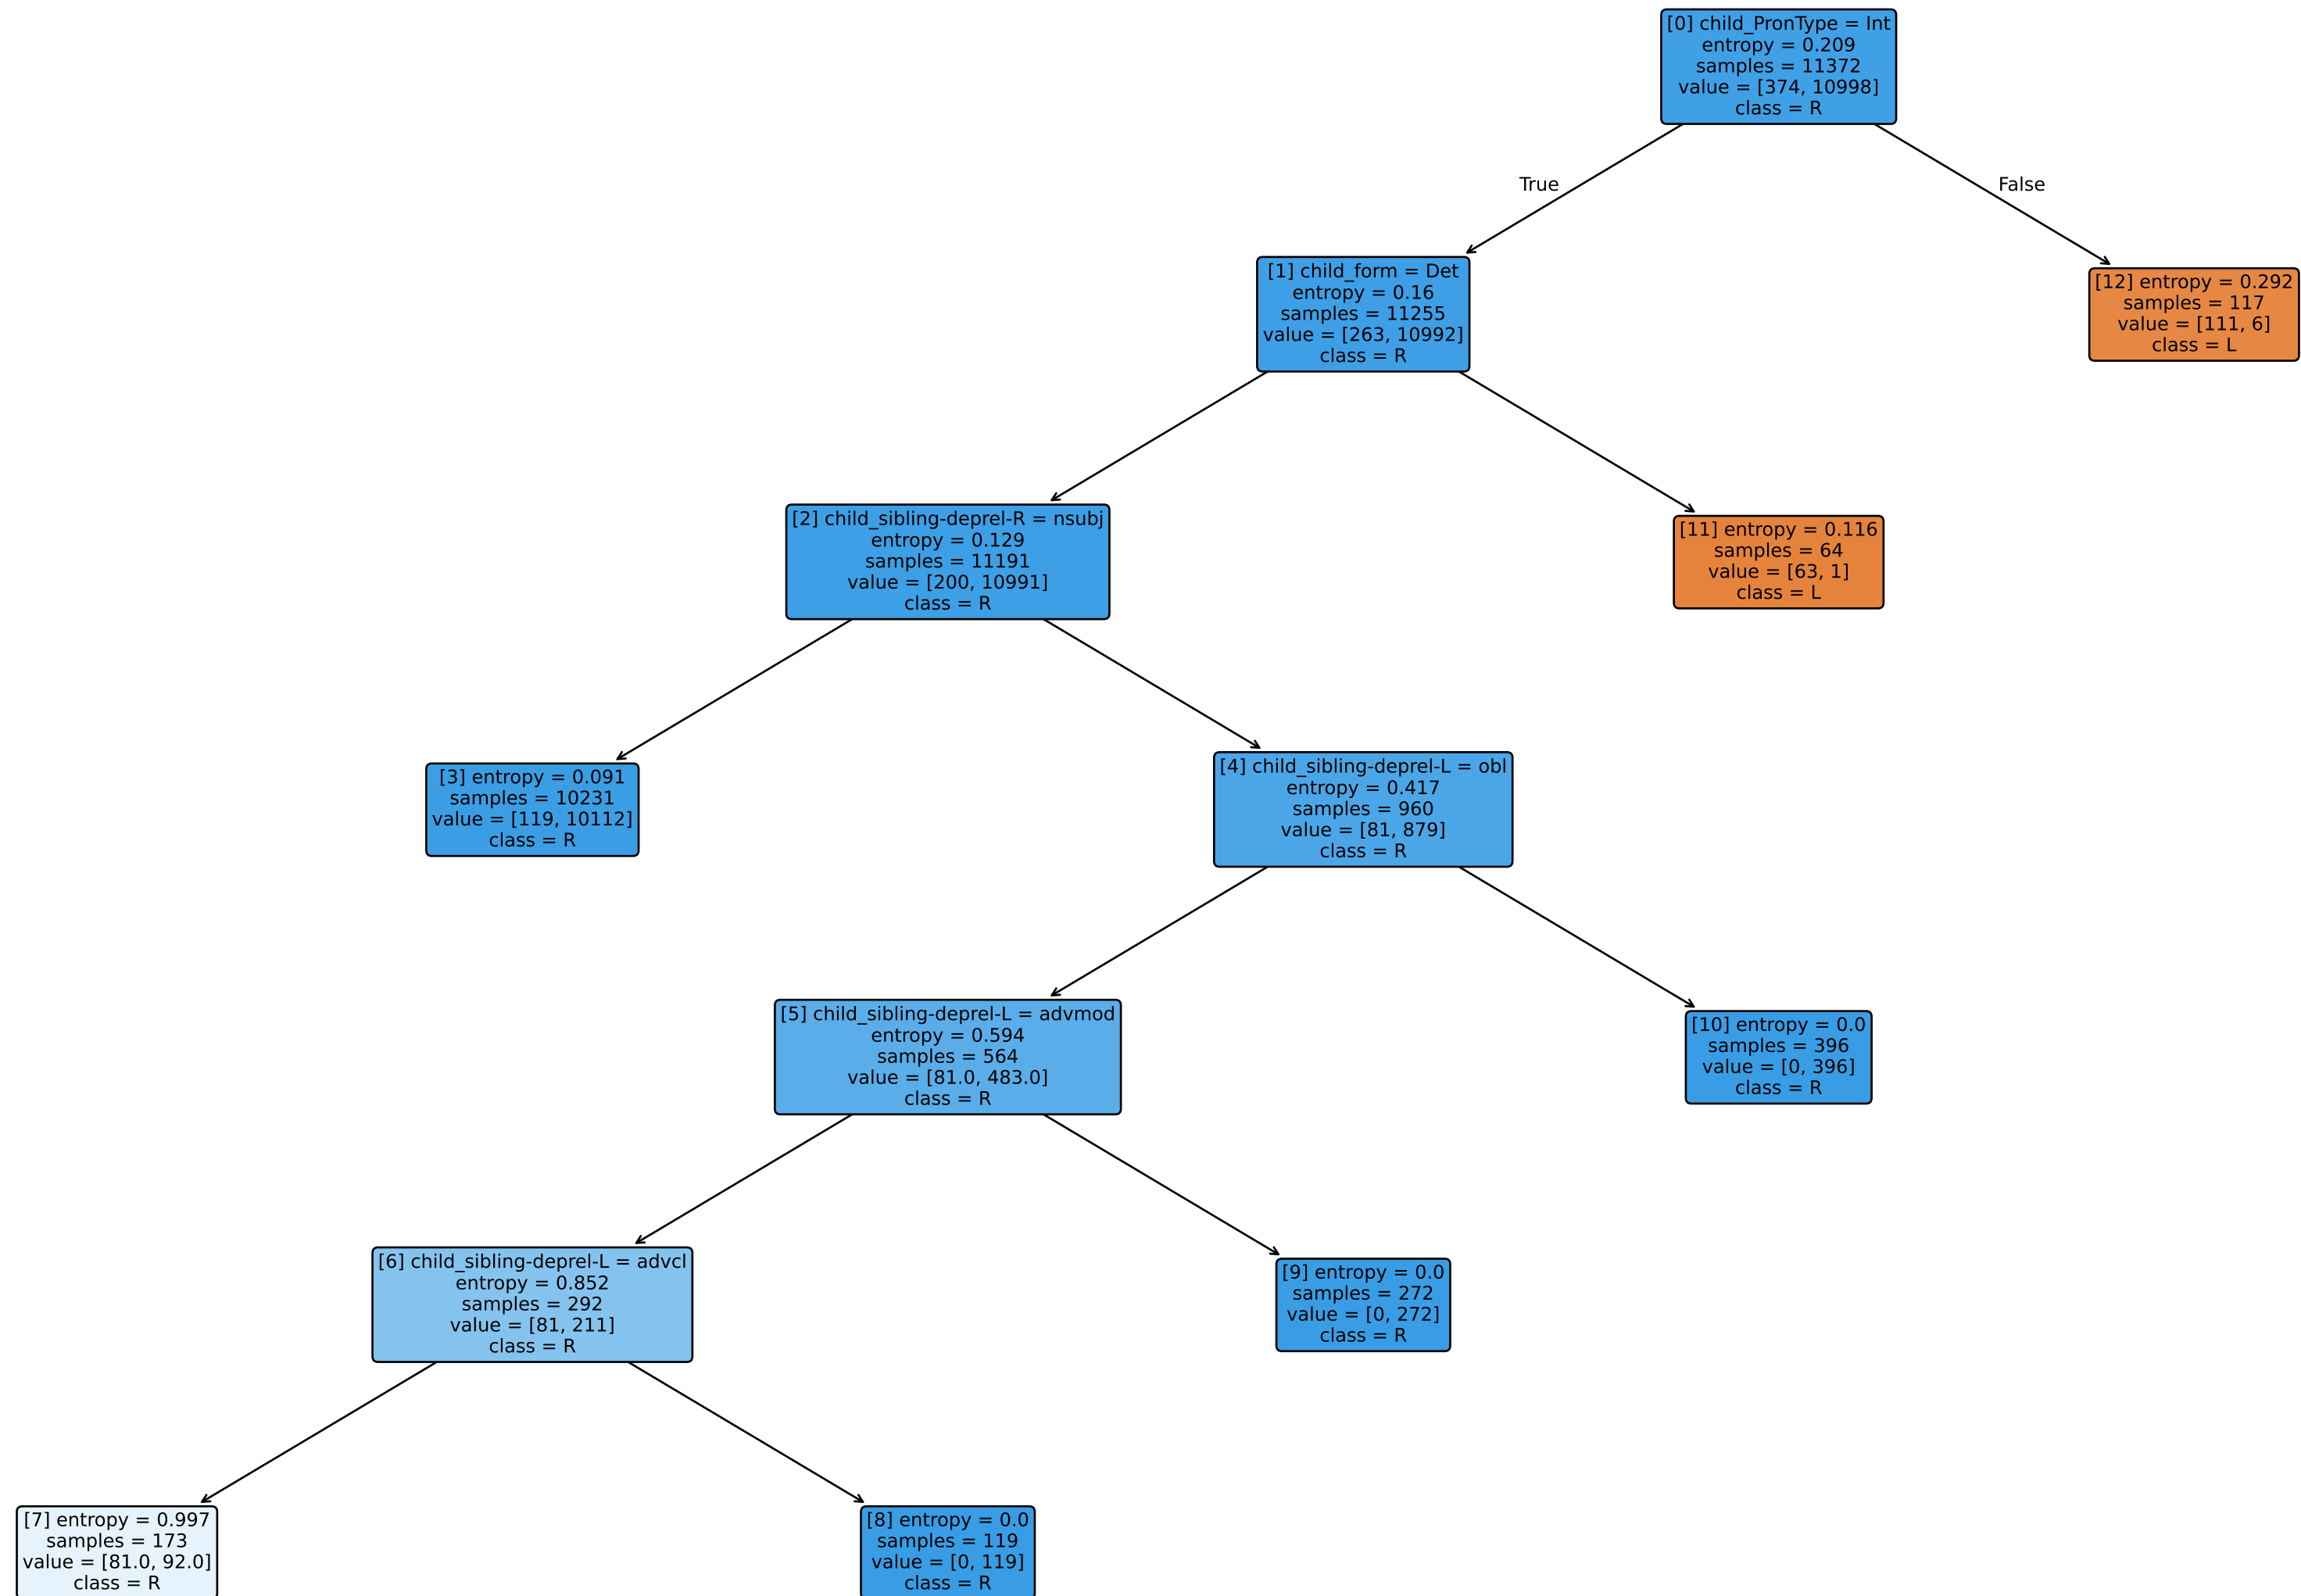 [0] child_PronType = Int
entropy = 0.209
samples = 11372
value = [374, 10998]
class = R
True
False
[1] child_form = Det
entropy = 0.16
samples = 11255
value = [263, 10992]
class = R
[12] entropy = 0.292
samples = 117
value = [111, 6]
class = L
[2] child_sibling-deprel-R = nsubj
entropy = 0.129
samples = 11191
value = [200, 10991]
class = R
[11] entropy = 0.116
samples = 64
value = [63, 1]
class = L
[3] entropy = 0.091
samples = 10231
value = [119, 10112]
class = R
[4] child_sibling-deprel-L = obl
entropy = 0.417
samples = 960
value = [81, 879]
class = R
[5] child_sibling-deprel-L = advmod
entropy = 0.594
samples = 564
value = [81.0, 483.0]
class = R
[10] entropy = 0.0
samples = 396
value = [0, 396]
class = R
[6] child_sibling-deprel-L = advcl
entropy = 0.852
samples = 292
value = [81, 211]
class = R
[9] entropy = 0.0
samples = 272
value = [0, 272]
class = R
[7] entropy = 0.997
samples = 173
value = [81.0, 92.0]
class = R
[8] entropy = 0.0
samples = 119
value = [0, 119]
class = R